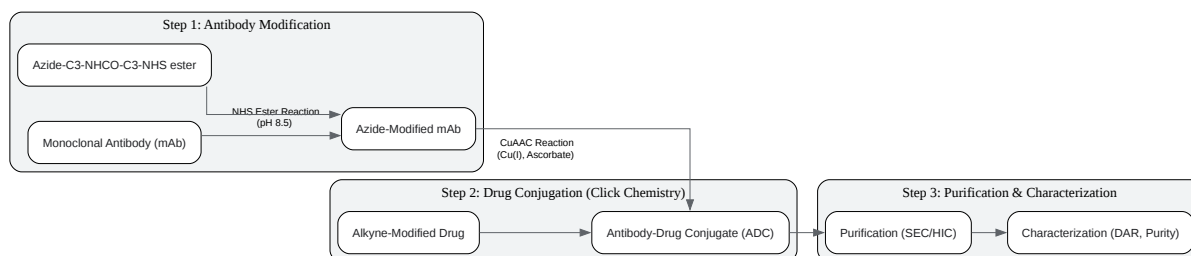 Step 1: Antibody Modification
Azide-C3-NHCO-C3-NHS ester
NHS Ester Reaction
(pH 8.5)
Monoclonal Antibody (mAb)
Azide-Modified mAb
CuAAC Reaction
(Cu(I), Ascorbate)
Step 2: Drug Conjugation (Click Chemistry)
Alkyne-Modified Drug
Antibody-Drug Conjugate (ADC)
Step 3: Purification & Characterization
Purification (SEC/HIC)
Characterization (DAR, Purity)